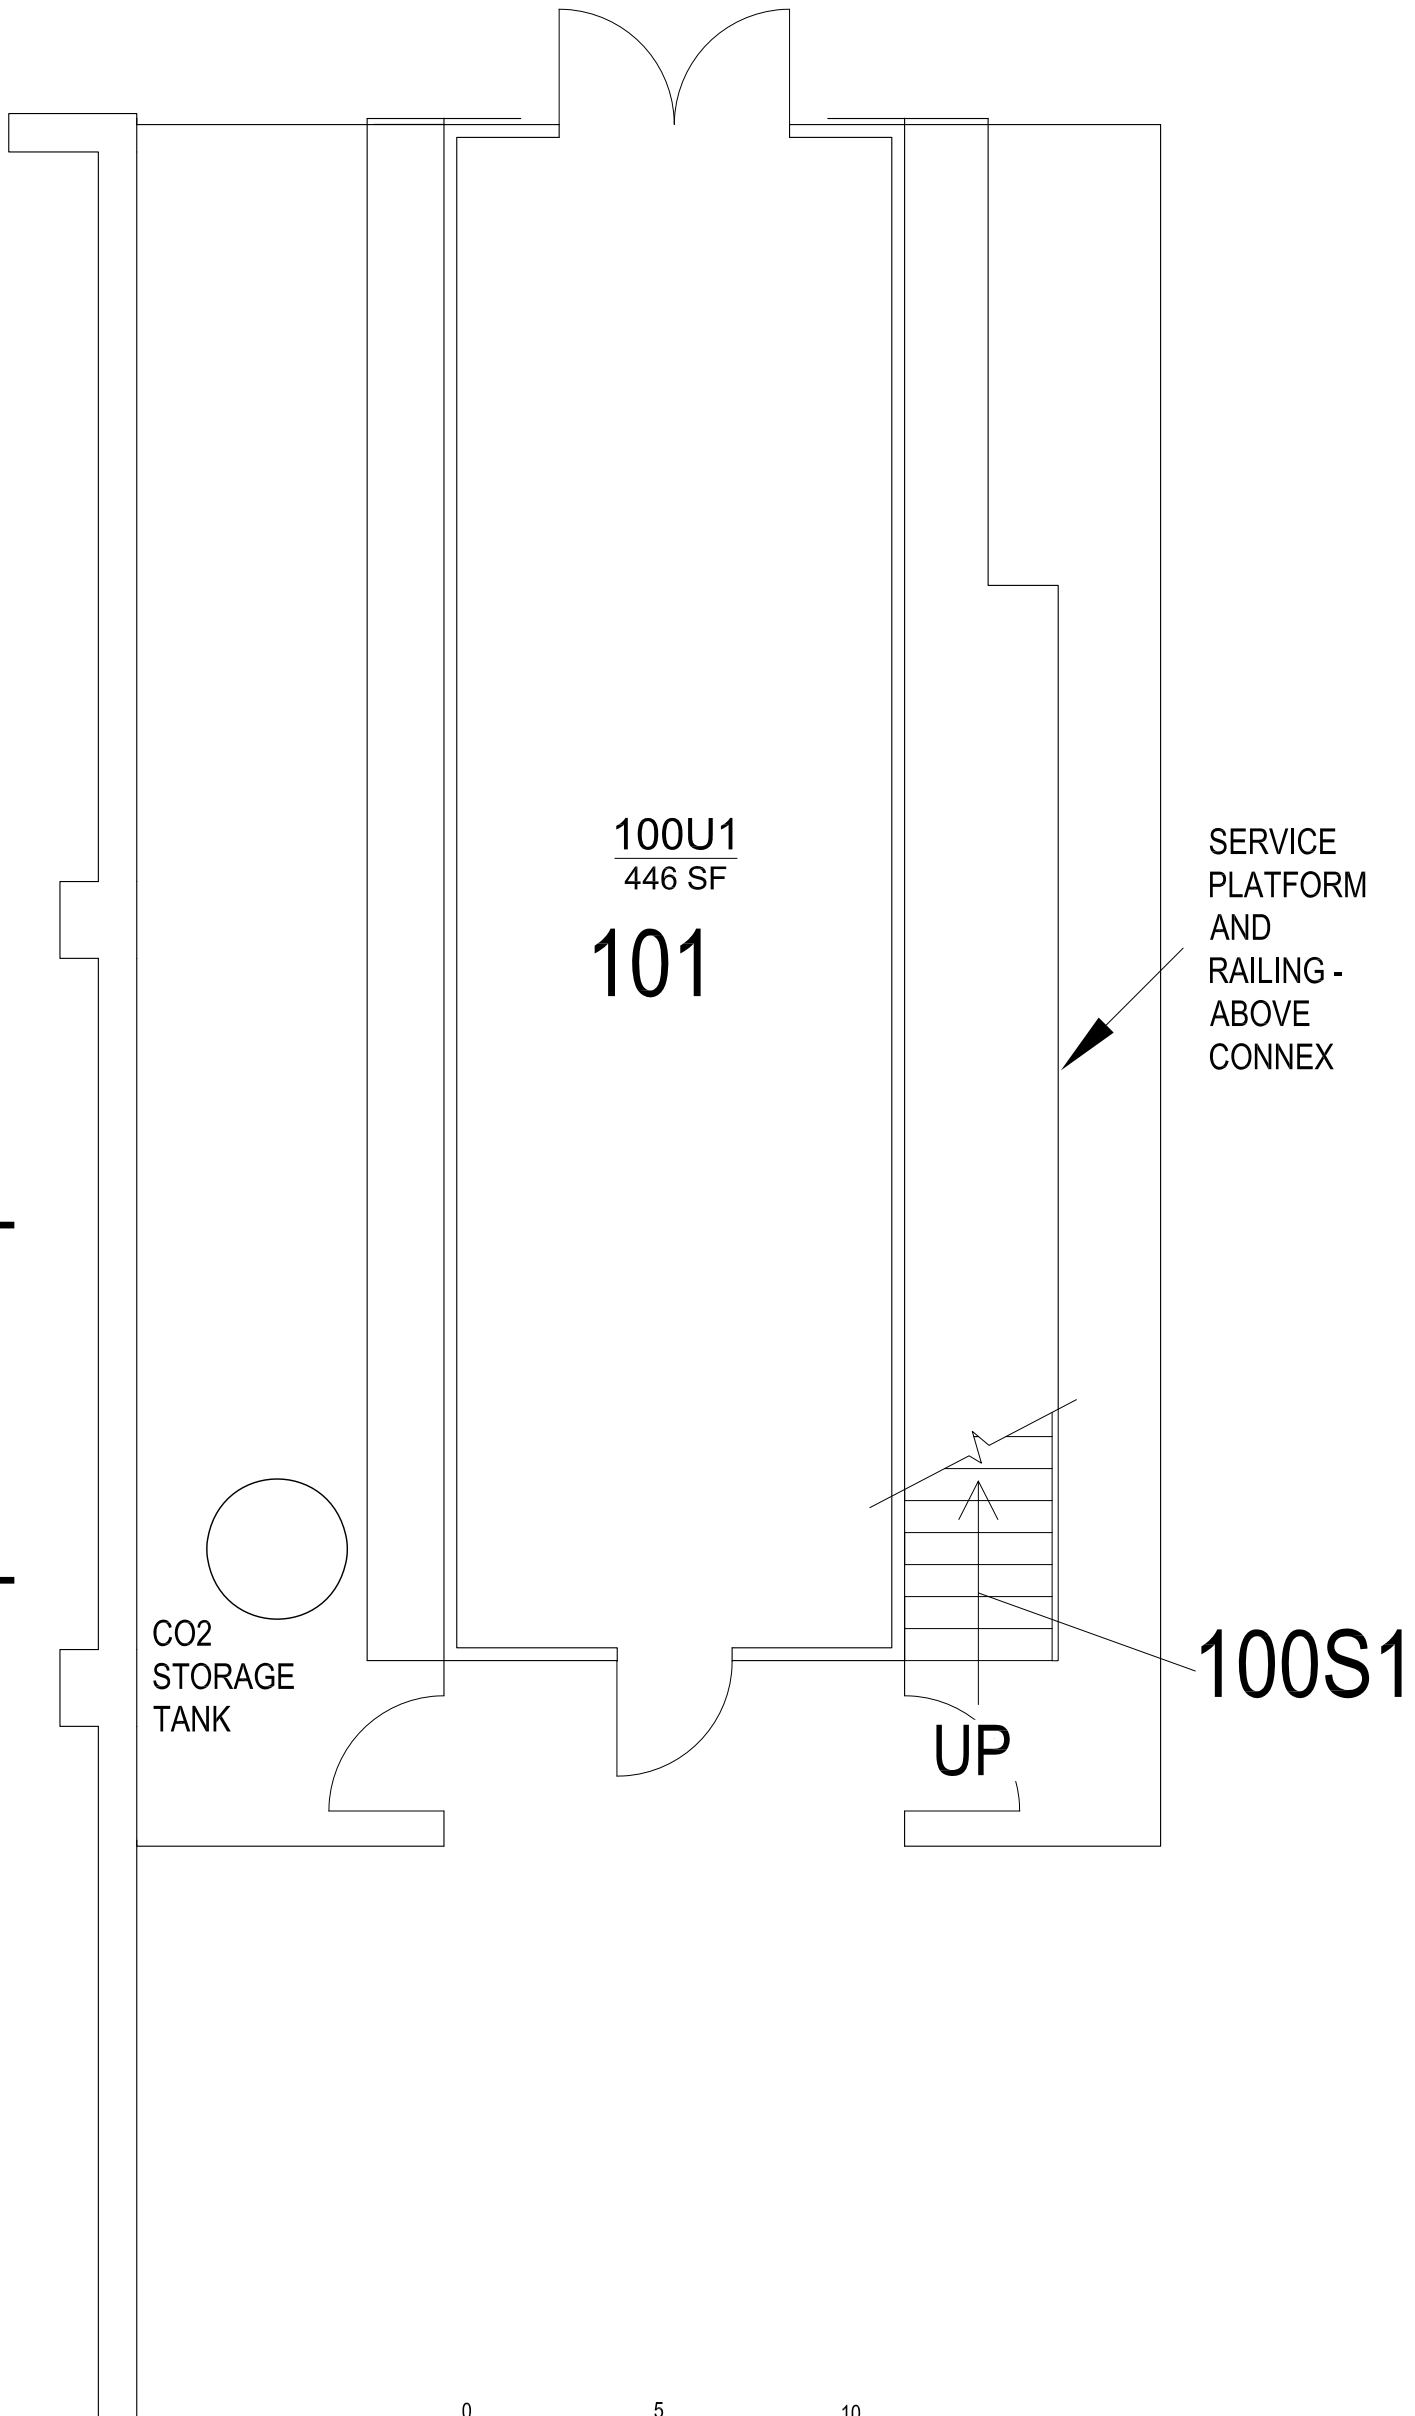 100U1
446 SF
101
SERVICE
PLATFORM
AND
RAILING -
ABOVE
CONNEX
CO2
STORAGE
TANK
100S1
UP
0 5 10